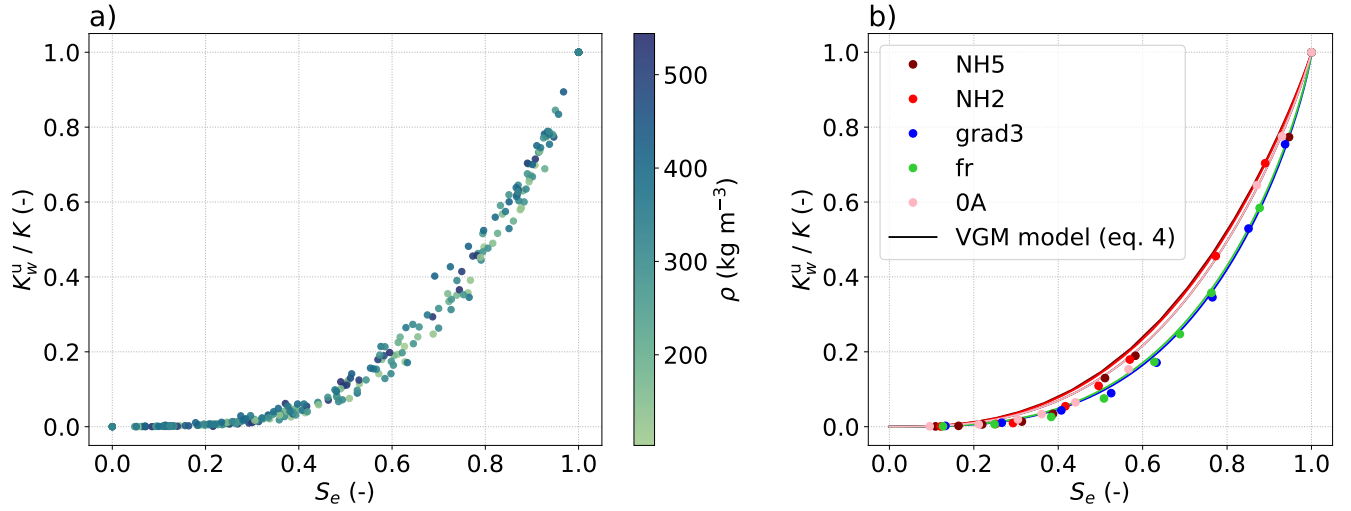 a)
1.0
0.8
0.6
0.4
0.2
0.0
K_w^u / K (-)
0.0 0.2 0.4 0.6 0.8 1.0
S_e (-)
500
400
300
200
ρ (kg m⁻³)
b)
1.0
0.8
0.6
0.4
0.2
0.0
K_w^u / K (-)
NH5
NH2
grad3
fr
0A
VGM model (eq. 4)
0.0 0.2 0.4 0.6 0.8 1.0
S_e (-)